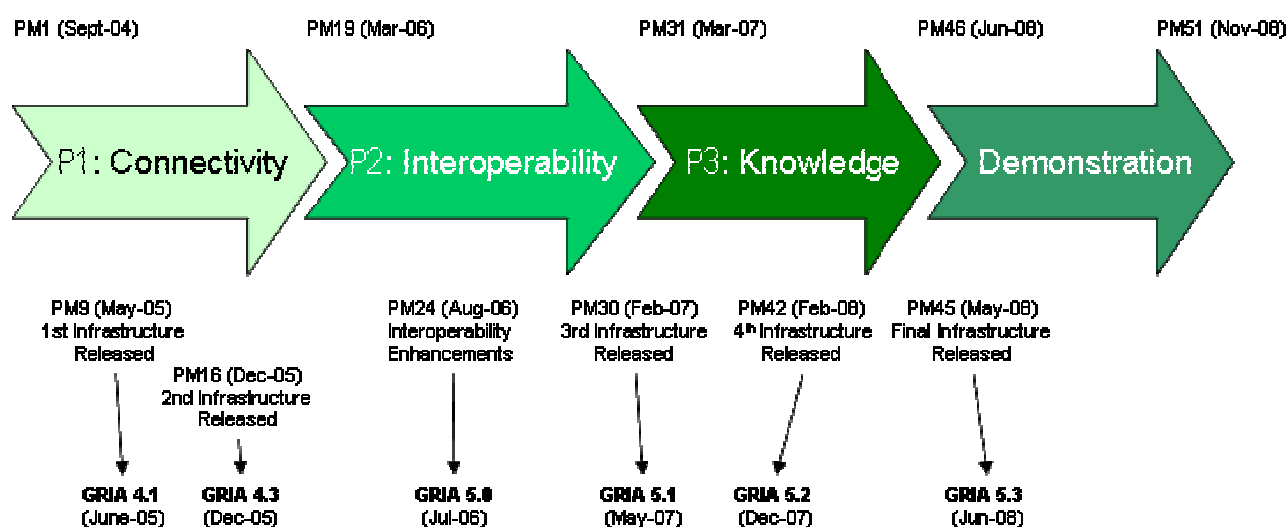 PM1 (Sept-04)
PM19 (Mar-06)
PM31 (Mar-07)
PM46 (Jun-08)
PM51 (Nov-08)
P1: Connectivity
P2: Interoperability
P3: Knowledge
Demonstration
PM9 (May-05)
1st Infrastructure
Released
PM16 (Dec-05)
2nd Infrastructure
Released
PM24 (Aug-06)
Interoperability
Enhancements
PM30 (Feb-07)
3rd Infrastructure
Released
PM42 (Feb-08)
4th Infrastructure
Released
PM45 (May-08)
Final Infrastructure
Released
GRIA 4.1
(June-05)
GRIA 4.3
(Dec-05)
GRIA 5.0
(Jul-06)
GRIA 5.1
(May-07)
GRIA 5.2
(Dec-07)
GRIA 5.3
(Jun-08)